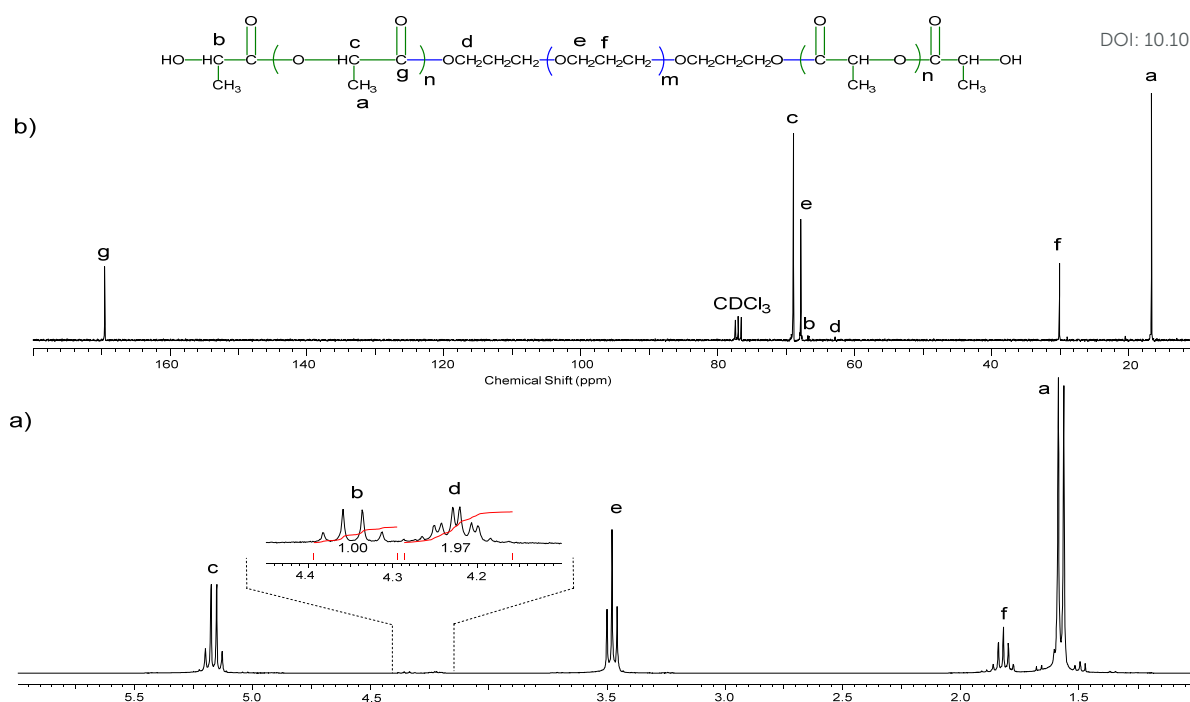 DOI: 10.10
b c d e f
O O O O
HO HC ( O HC g )n OCH₂CH₂CH₂ (OCH₂CH₂CH₂)m OCH₂CH₂CH₂O ( CH O )n CH OH
CH₃ CH₃ CH₃ CH₃
a
b)
g CDCl₃ c e b d f a
160 140 120 100 80 60 40 20
Chemical Shift (ppm)
a)
b d
1.00 1.97
4.4 4.3 4.2
c e f a
5.5 5.0 4.5 3.5 3.0 2.5 2.0 1.5